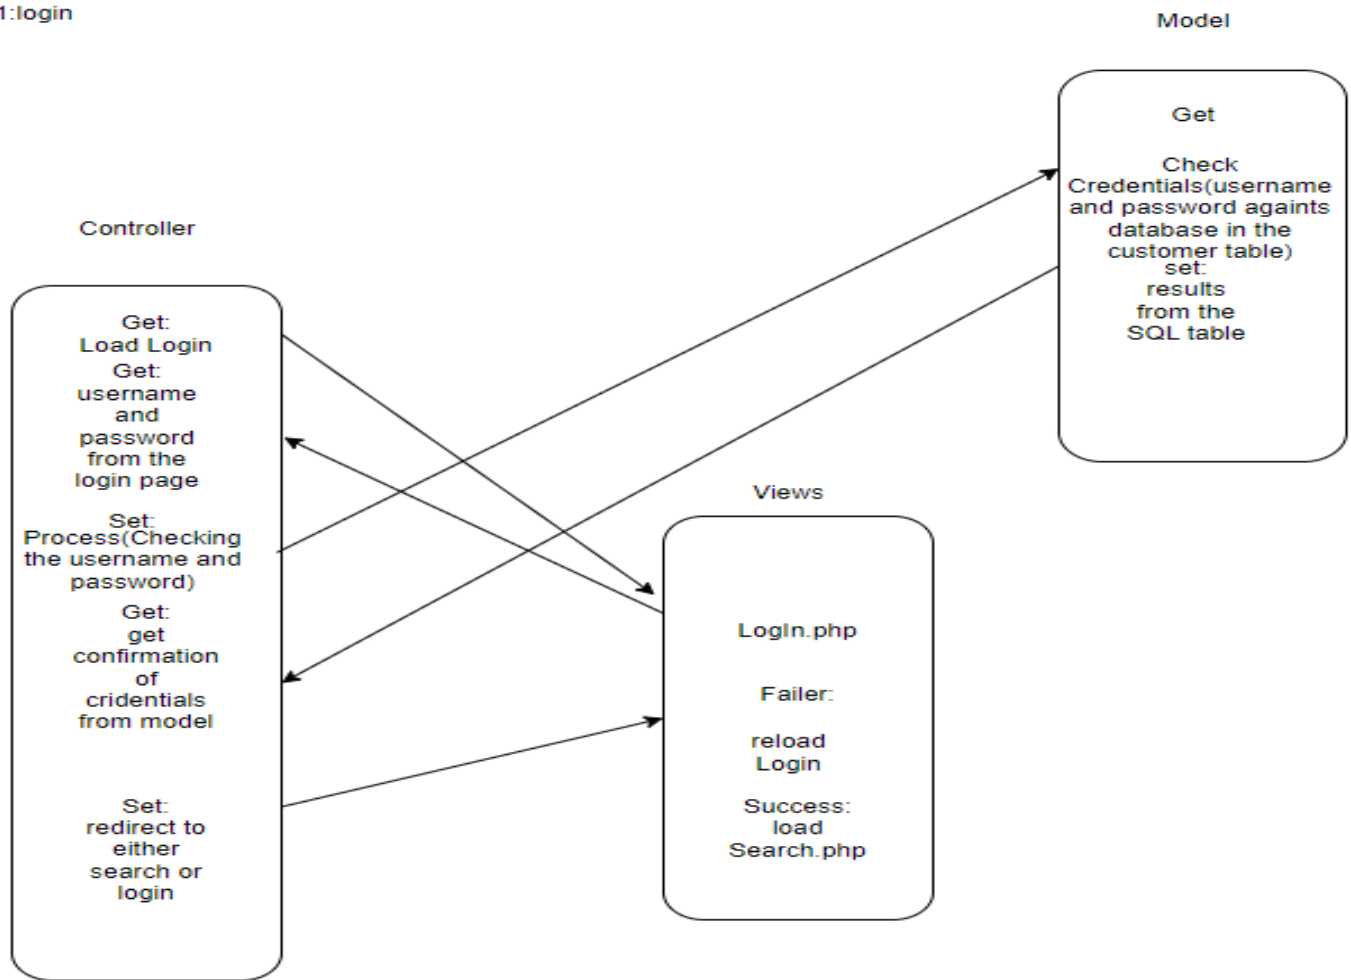 1:login
Model
Get
Check
Credentials(username
and password againts
database in the
customer table)
set:
results
from the
SQL table
Controller
Get:
Load Login
Get:
username
and
password
from the
login page
Set:
Process(Checking
the username and
password)
Get:
get
confirmation
of
cridentials
from model
Set:
redirect to
either
search or
login
Views
LogIn.php
Failer:
reload
Login
Success:
load
Search.php